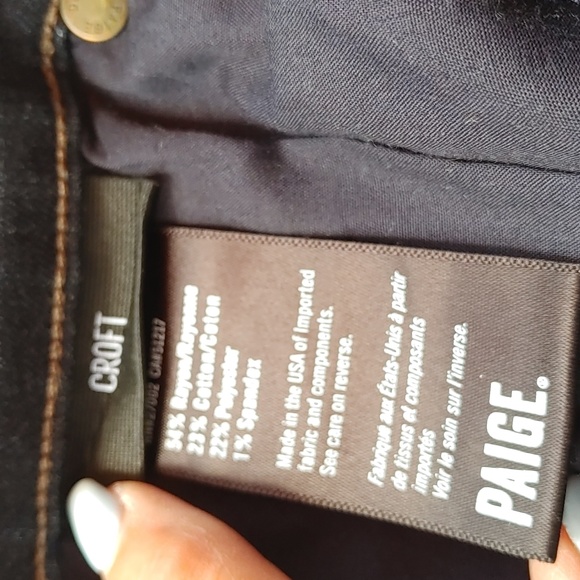 CROFT
54% Rayon/Rayonne
23% Cotton/Coton
22% Polyester
1% Spandex
Made in the USA of Imported
fabric and components.
See care on reverse.
Fabriqué aux États-Unis à partir
de tissus et composants
importés
Voir le soin sur l'inverse.
PAIGE.